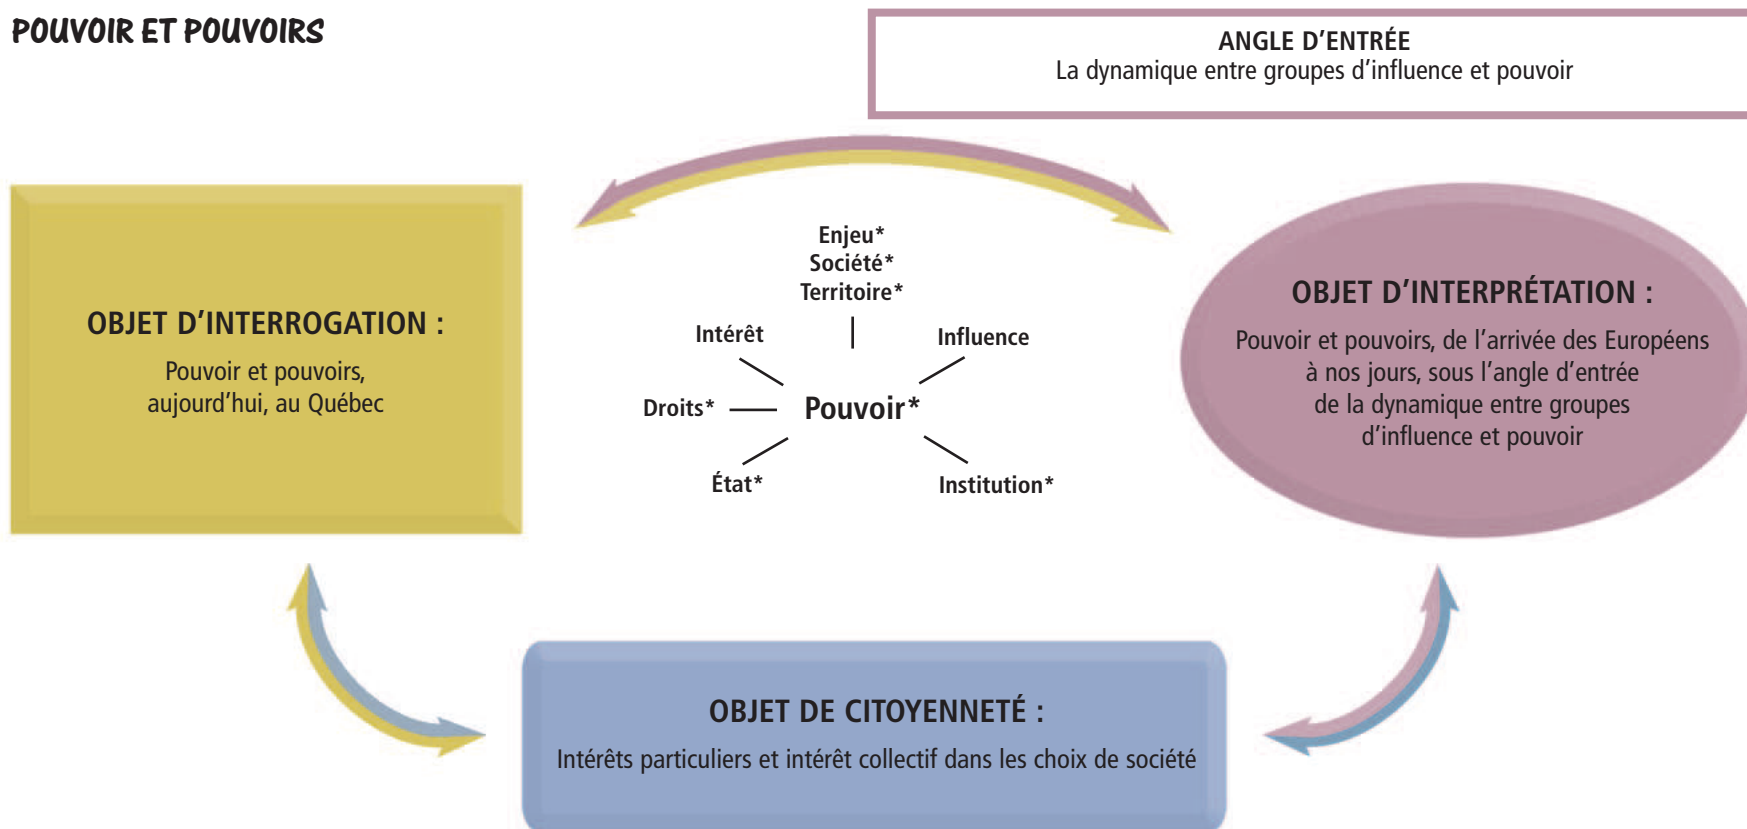 POUVOIR ET POUVOIRS
ANGLE D'ENTRÉE
La dynamique entre groupes d'influence et pouvoir
OBJET D'INTERROGATION :
Pouvoir et pouvoirs,
aujourd'hui, au Québec
Enjeu*
Société*
Territoire*
Intérêt
Influence
Droits*
Pouvoir*
État*
Institution*
OBJET D'INTERPRÉTATION :
Pouvoir et pouvoirs, de l'arrivée des Européens
à nos jours, sous l'angle d'entrée
de la dynamique entre groupes
d'influence et pouvoir
OBJET DE CITOYENNETÉ :
Intérêts particuliers et intérêt collectif dans les choix de société